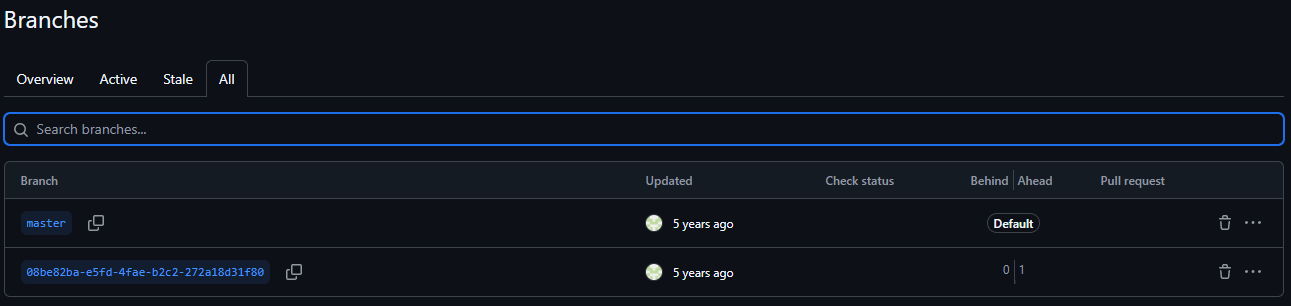 Branches
Overview Active Stale All
Search branches...
Branch Updated Check status Behind Ahead Pull request
master 5 years ago Default
08be82ba-e5fd-4fae-b2c2-272a18d31f80 5 years ago 0 1